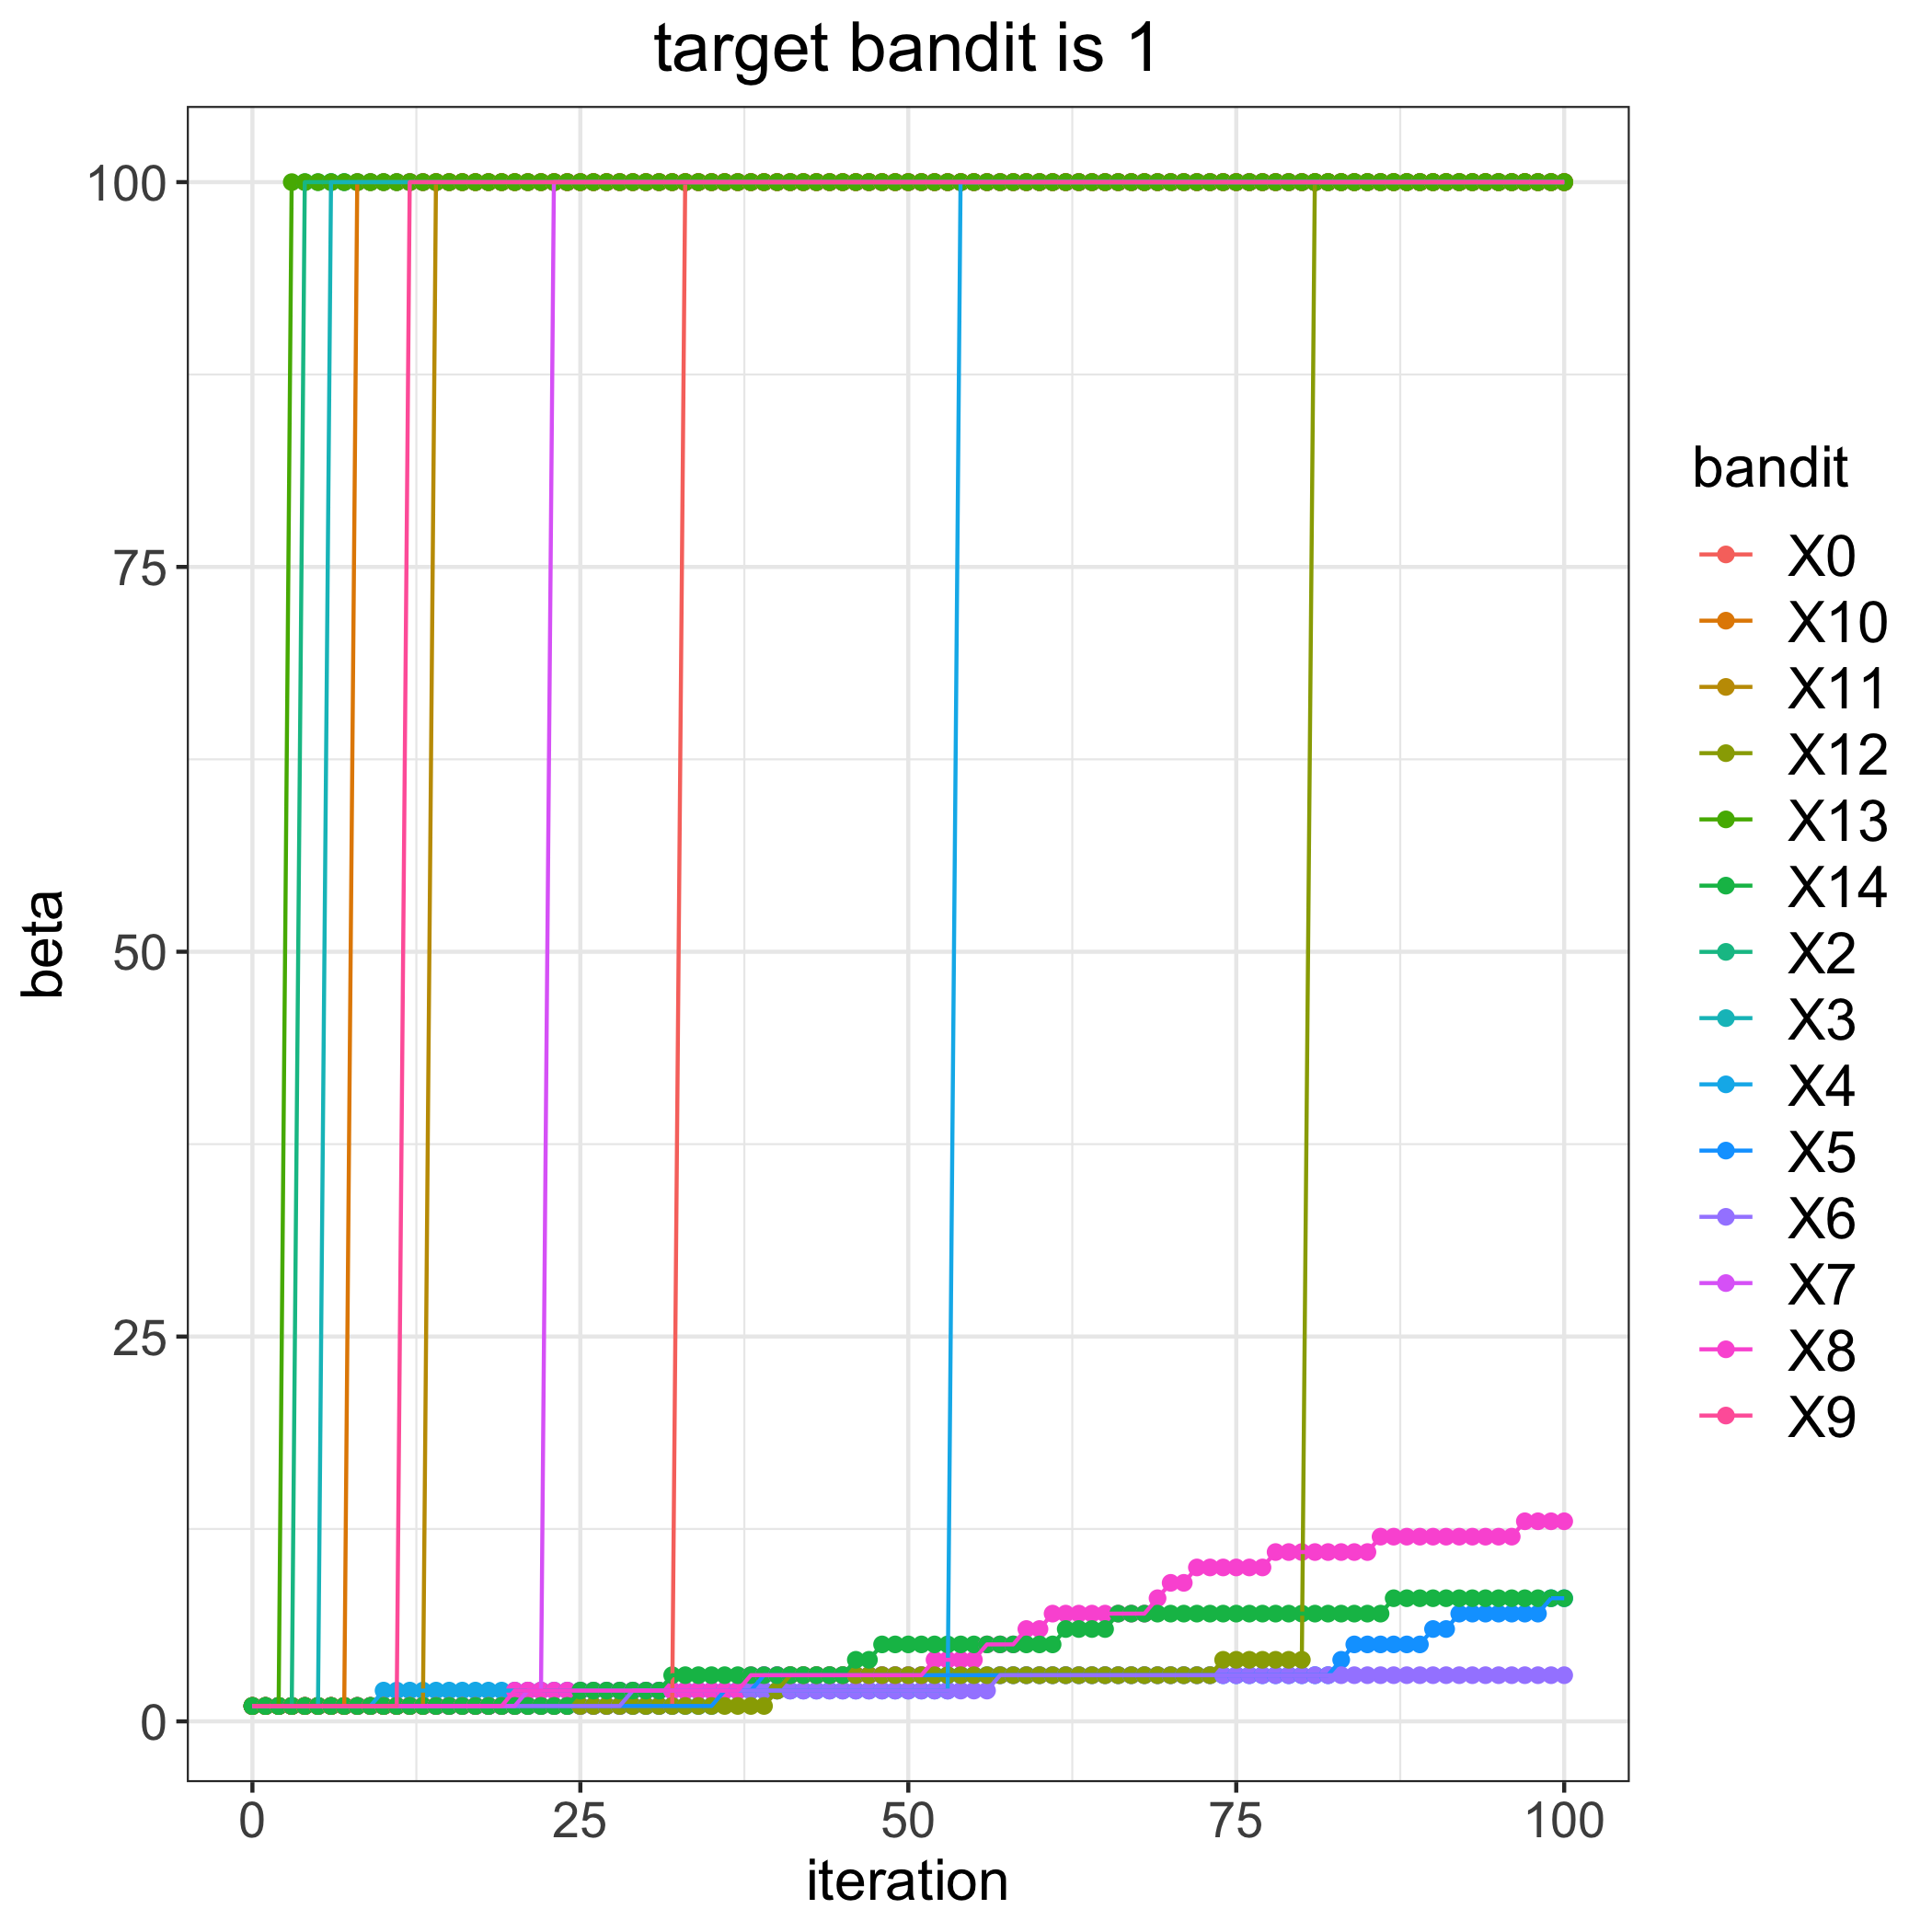 target bandit is 1
100
75
50
25
0
beta
0 25 50 75 100
iteration
bandit
X0
X10
X11
X12
X13
X14
X2
X3
X4
X5
X6
X7
X8
X9